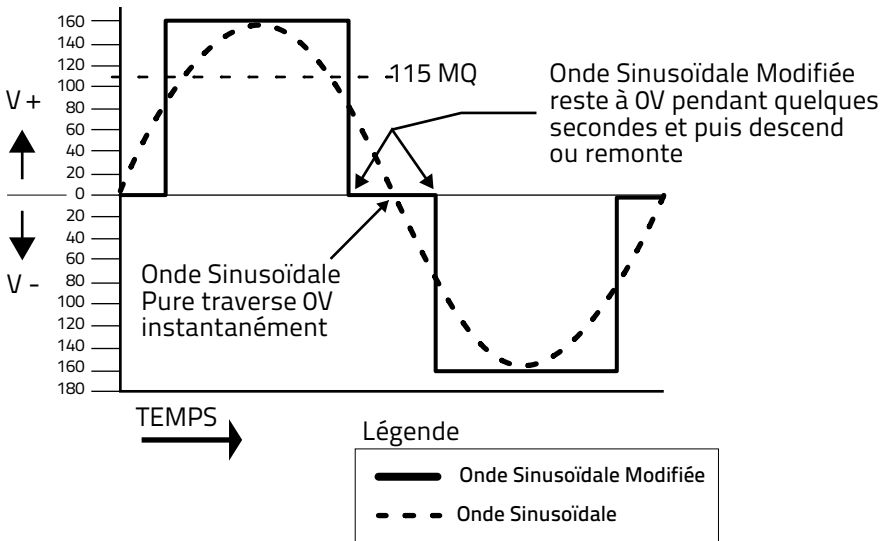 160
140
120
100
80
60
40
20
0
20
40
60
80
100
120
140
160
180
V +
V -
115 MQ
Onde Sinusoïdale Modifiée
reste à 0V pendant quelques
secondes et puis descend
ou remonte
Onde Sinusoïdale
Pure traverse 0V
instantanément
TEMPS
Légende
Onde Sinusoïdale Modifiée
Onde Sinusoïdale